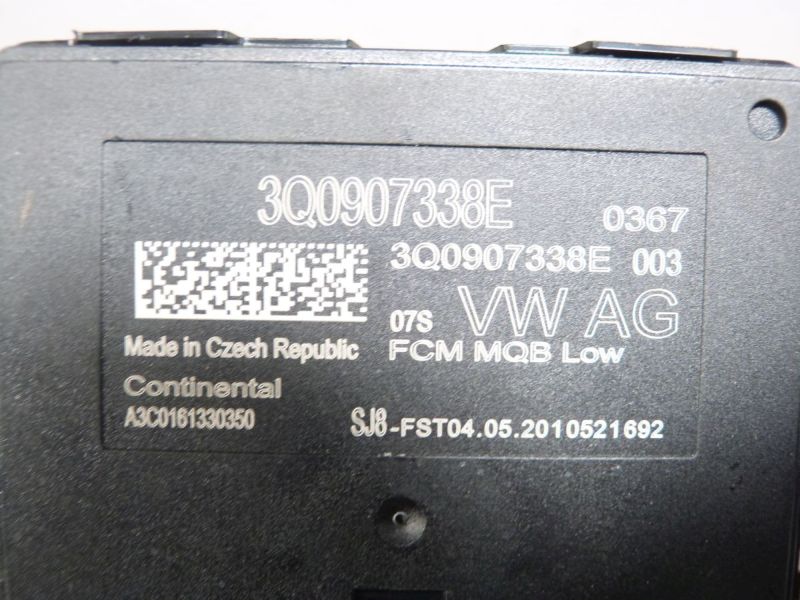 3Q0907338E 0367
3Q0907338E 003
07S VW AG
Made in Czech Republic FCM MQB Low
Continental
A3C0161330350 SJ8-FST04.05.2010521692